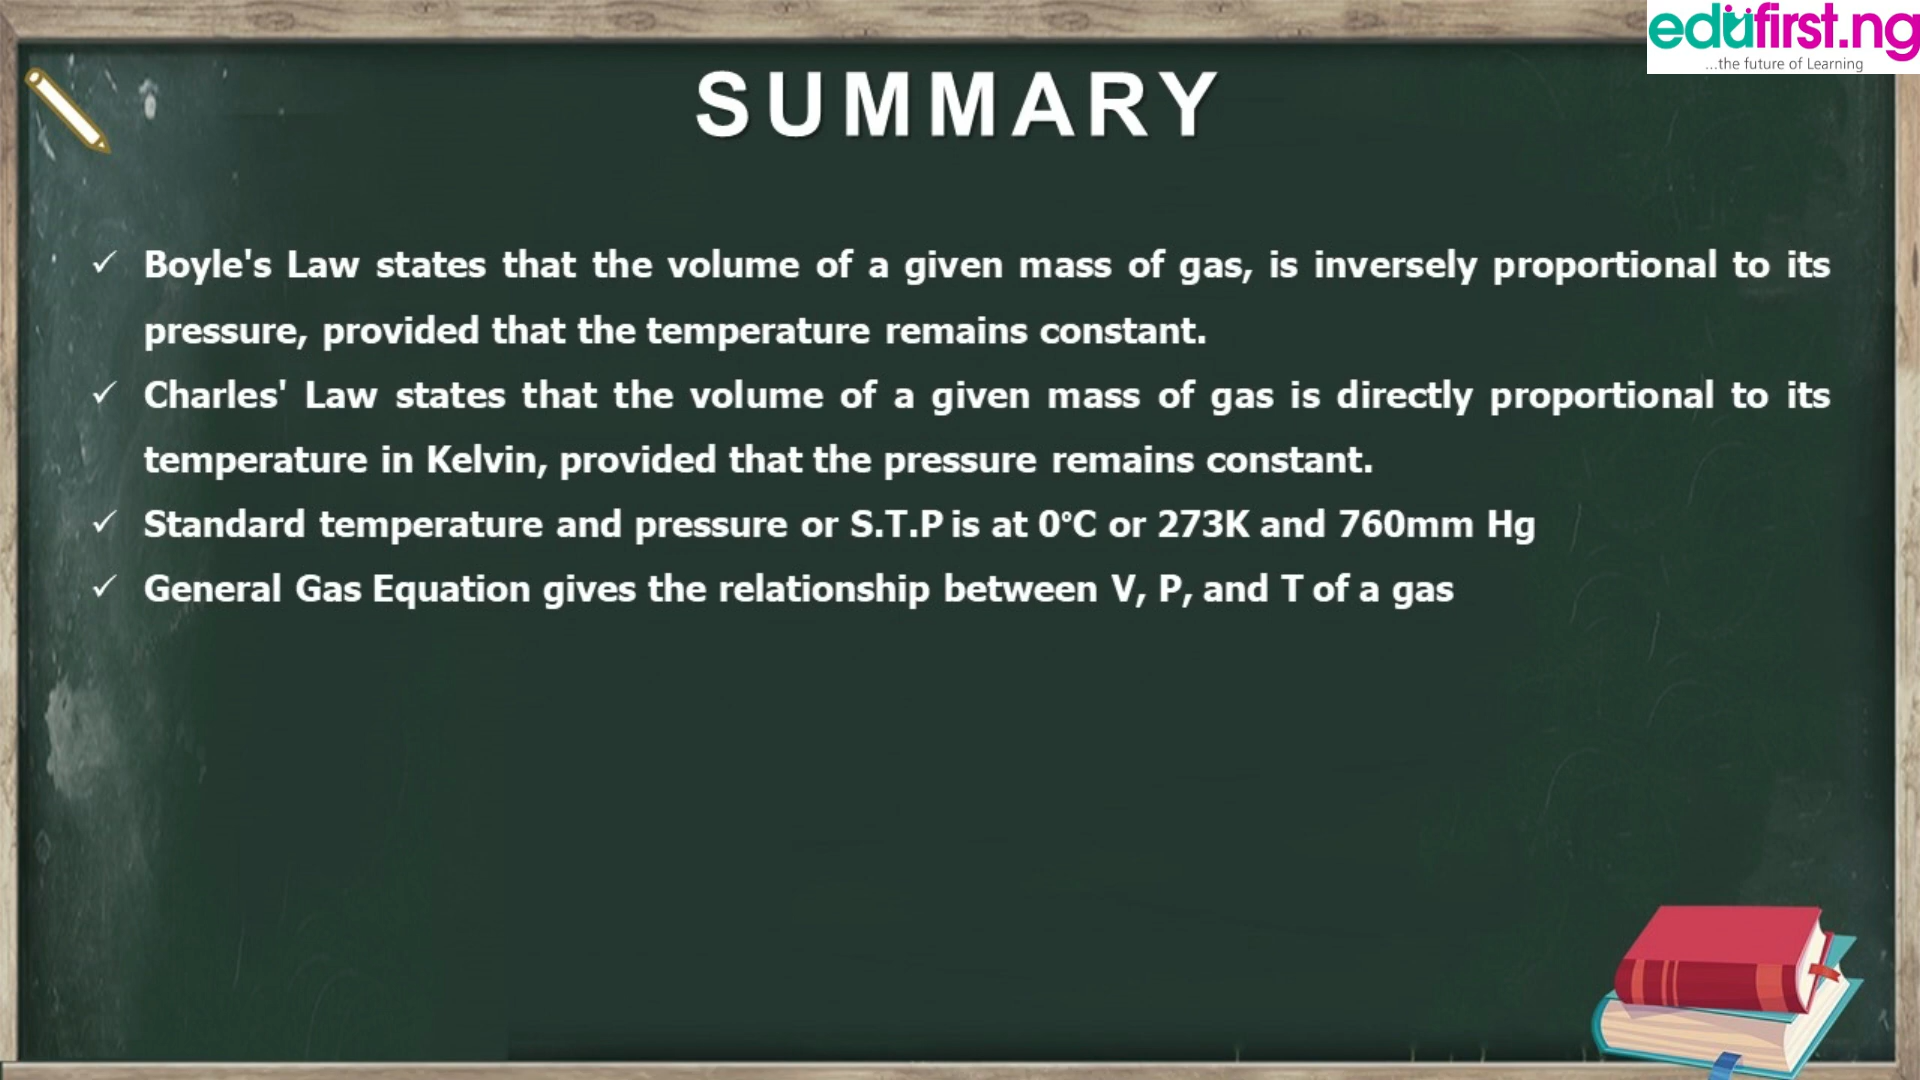 edufirst.ng
...the future of Learning
SUMMARY
✓ Boyle's Law states that the volume of a given mass of gas, is inversely proportional to its
pressure, provided that the temperature remains constant.
✓ Charles' Law states that the volume of a given mass of gas is directly proportional to its
temperature in Kelvin, provided that the pressure remains constant.
✓ Standard temperature and pressure or S.T.P is at 0°C or 273K and 760mm Hg
✓ General Gas Equation gives the relationship between V, P, and T of a gas